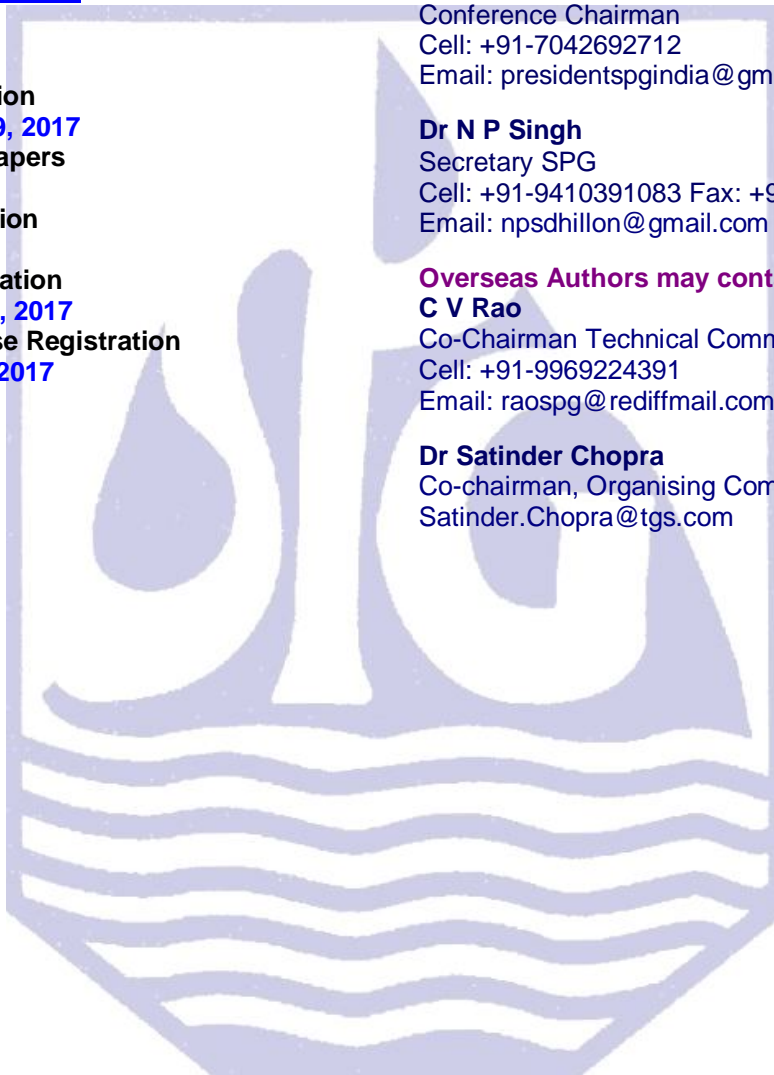 ion
9, 2017
apers
ion
ation
, 2017
se Registration
2017
Conference Chairman
Cell: +91-7042692712
Email: presidentspgindia@gm
Dr N P Singh
Secretary SPG
Cell: +91-9410391083 Fax: +9
Email: npsdhillon@gmail.com
Overseas Authors may cont
C V Rao
Co-Chairman Technical Comm
Cell: +91-9969224391
Email: raospg@rediffmail.com
Dr Satinder Chopra
Co-chairman, Organising Com
Satinder.Chopra@tgs.com